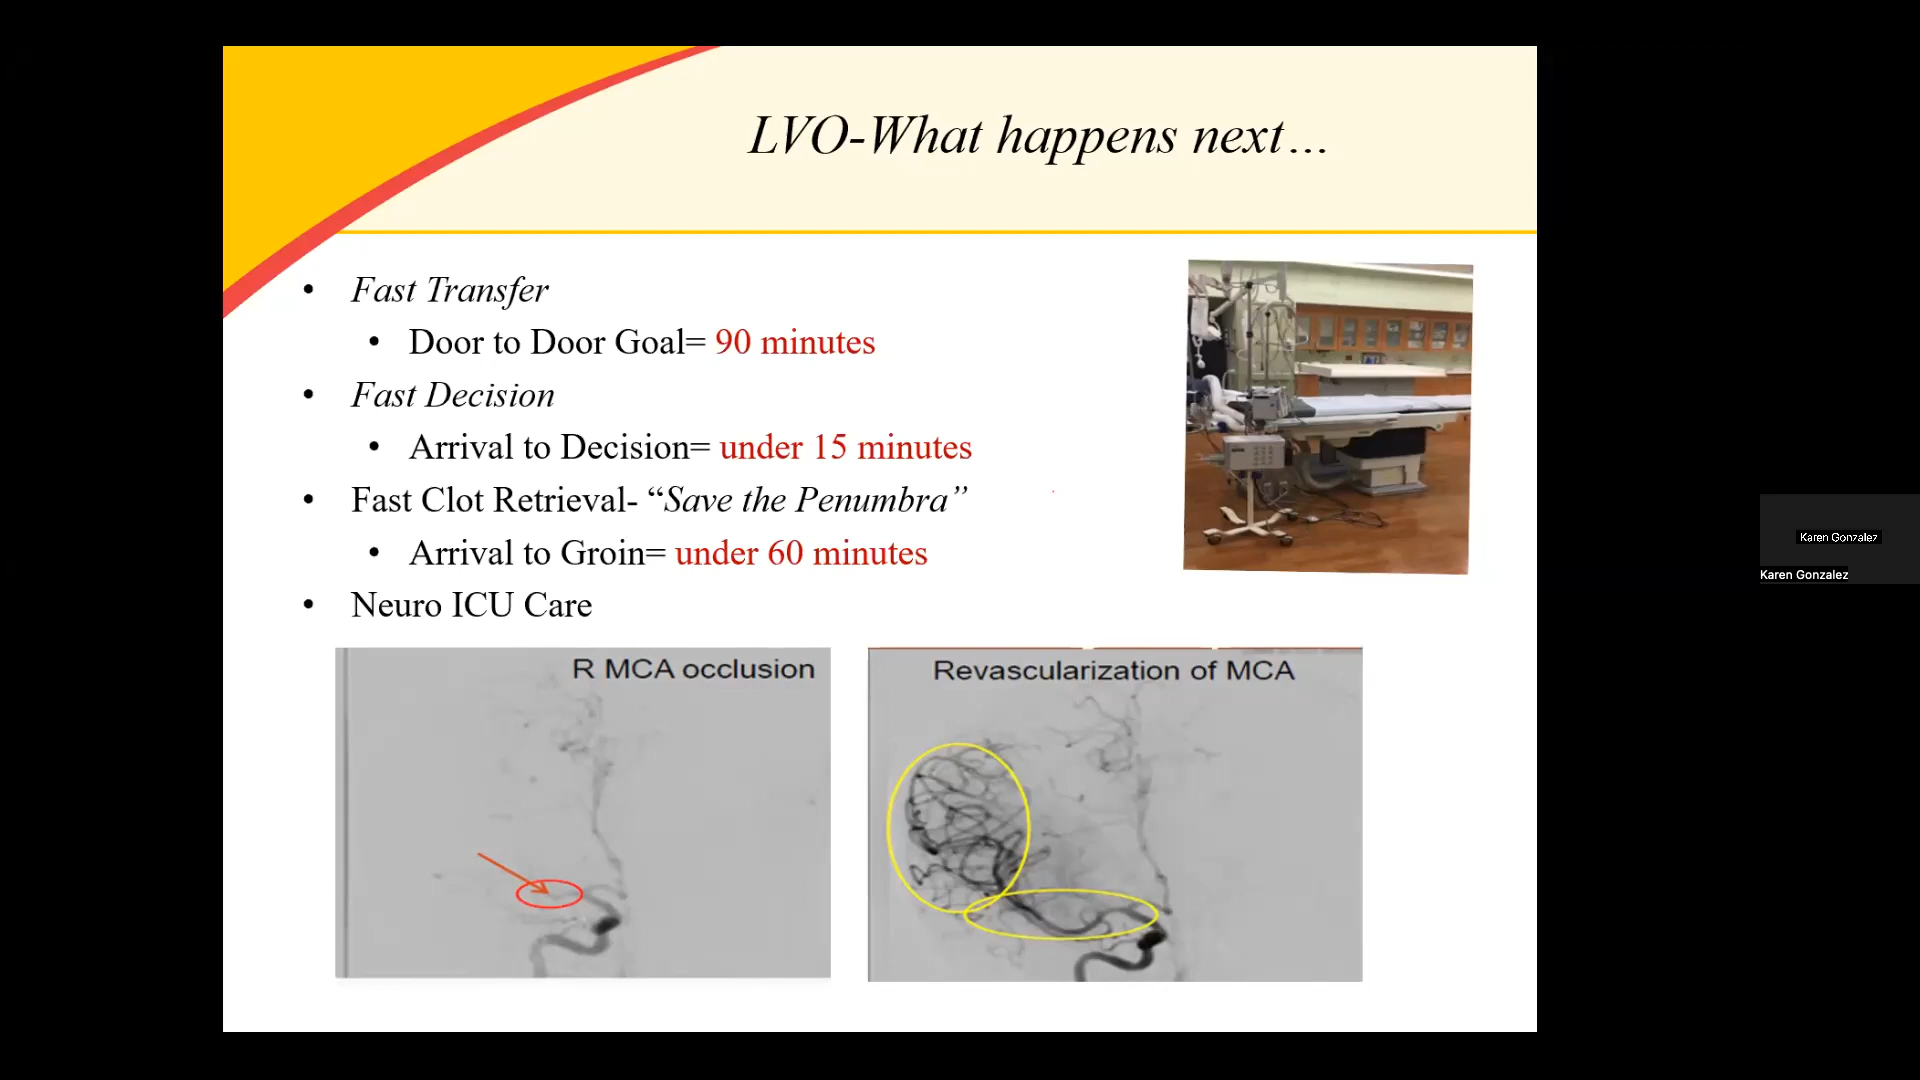 LVO-What happens next…
• Fast Transfer
• Door to Door Goal= 90 minutes
• Fast Decision
• Arrival to Decision= under 15 minutes
• Fast Clot Retrieval- “Save the Penumbra”
• Arrival to Groin= under 60 minutes
• Neuro ICU Care
R MCA occlusion
Revascularization of MCA
Karen Gonzalez
Karen Gonzalez